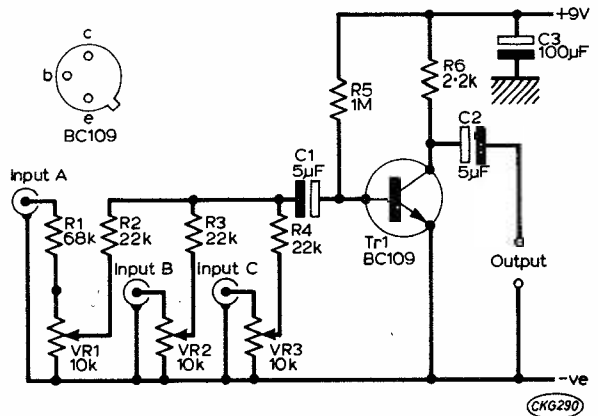 +9V
C3
100µF
c
b
e
BC109
R6
2·2k
R5
1M
C2
5µF
C1
5µF
Input A
R1
68k
R2
22k
R3
22k
R4
22k
Tr1
BC109
Input B
Input C
Output
VR1
10k
VR2
10k
VR3
10k
-ve
CKG290